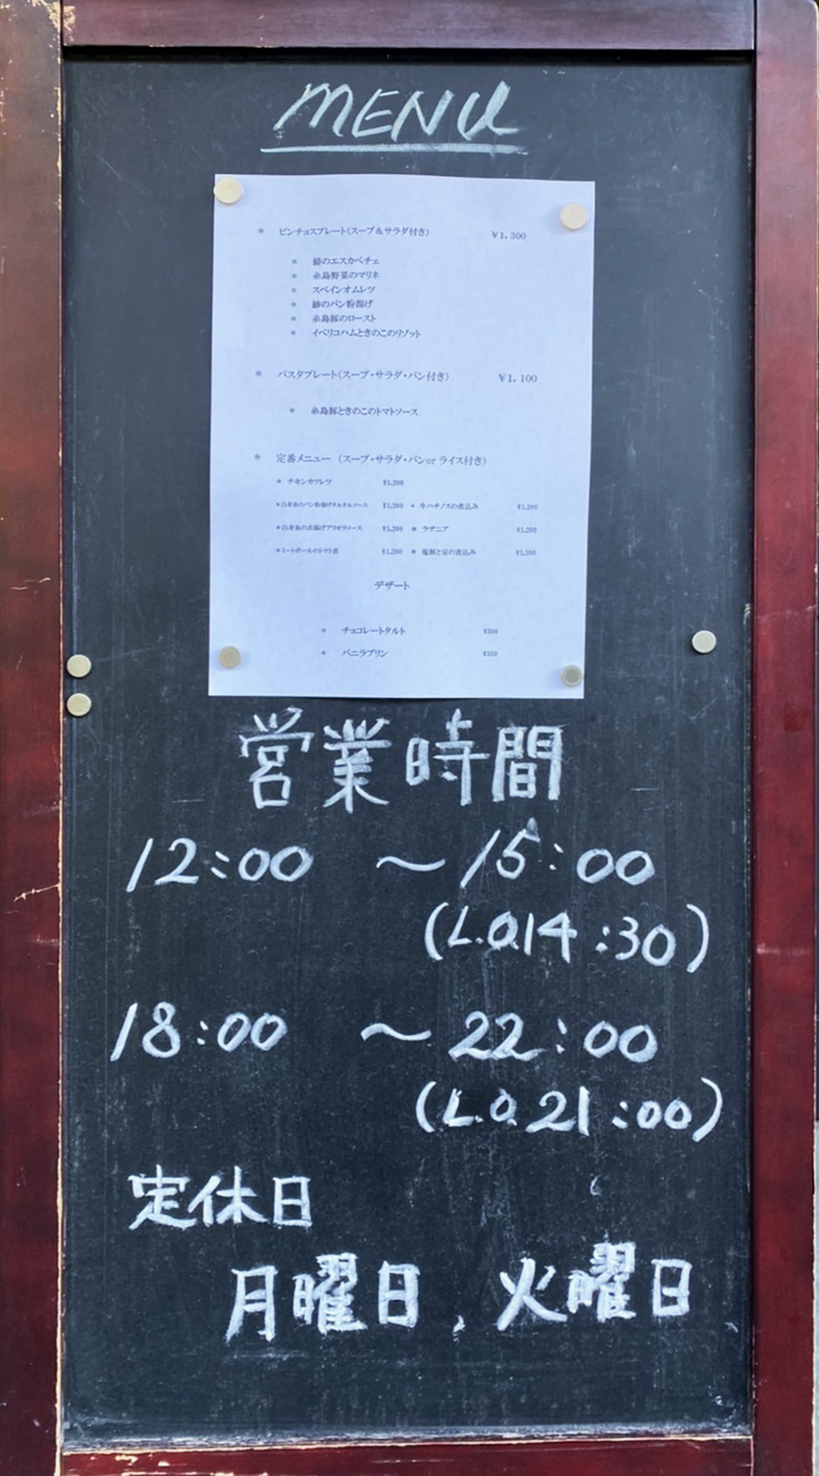 MENU
* ピンチョスプレート(スープ&サラダ付き) ¥1,300
* 鯵のエスカベチェ
* 糸島野菜のマリネ
* スペインオムレツ
* 鯵のパン粉揚げ
* 糸島豚のロースト
* イベリコハムときのこのリゾット
* パスタプレート(スープ・サラダ・パン付き) ¥1,100
* 糸島豚ときのこのトマトソース
* 定番メニュー (スープ・サラダ・パンor ライス付き)
* チキンカツレツ ¥1,200
*白身魚のパン粉揚げタルタルソース ¥1,200 * 牛ハチノスの煮込み ¥1,200
*白身魚の衣揚げアリオリソース ¥1,200 * ラザニア ¥1,200
*ミートボールのトマト煮 ¥1,200 * 塩豚と豆の煮込み ¥1,200
デザート
* チョコレートタルト ¥300
* バニラプリン ¥350
営業時間
12:00 〜 15:00
(L.O.14:30)
18:00 〜 22:00
(L.O.21:00)
定休日
月曜日、火曜日